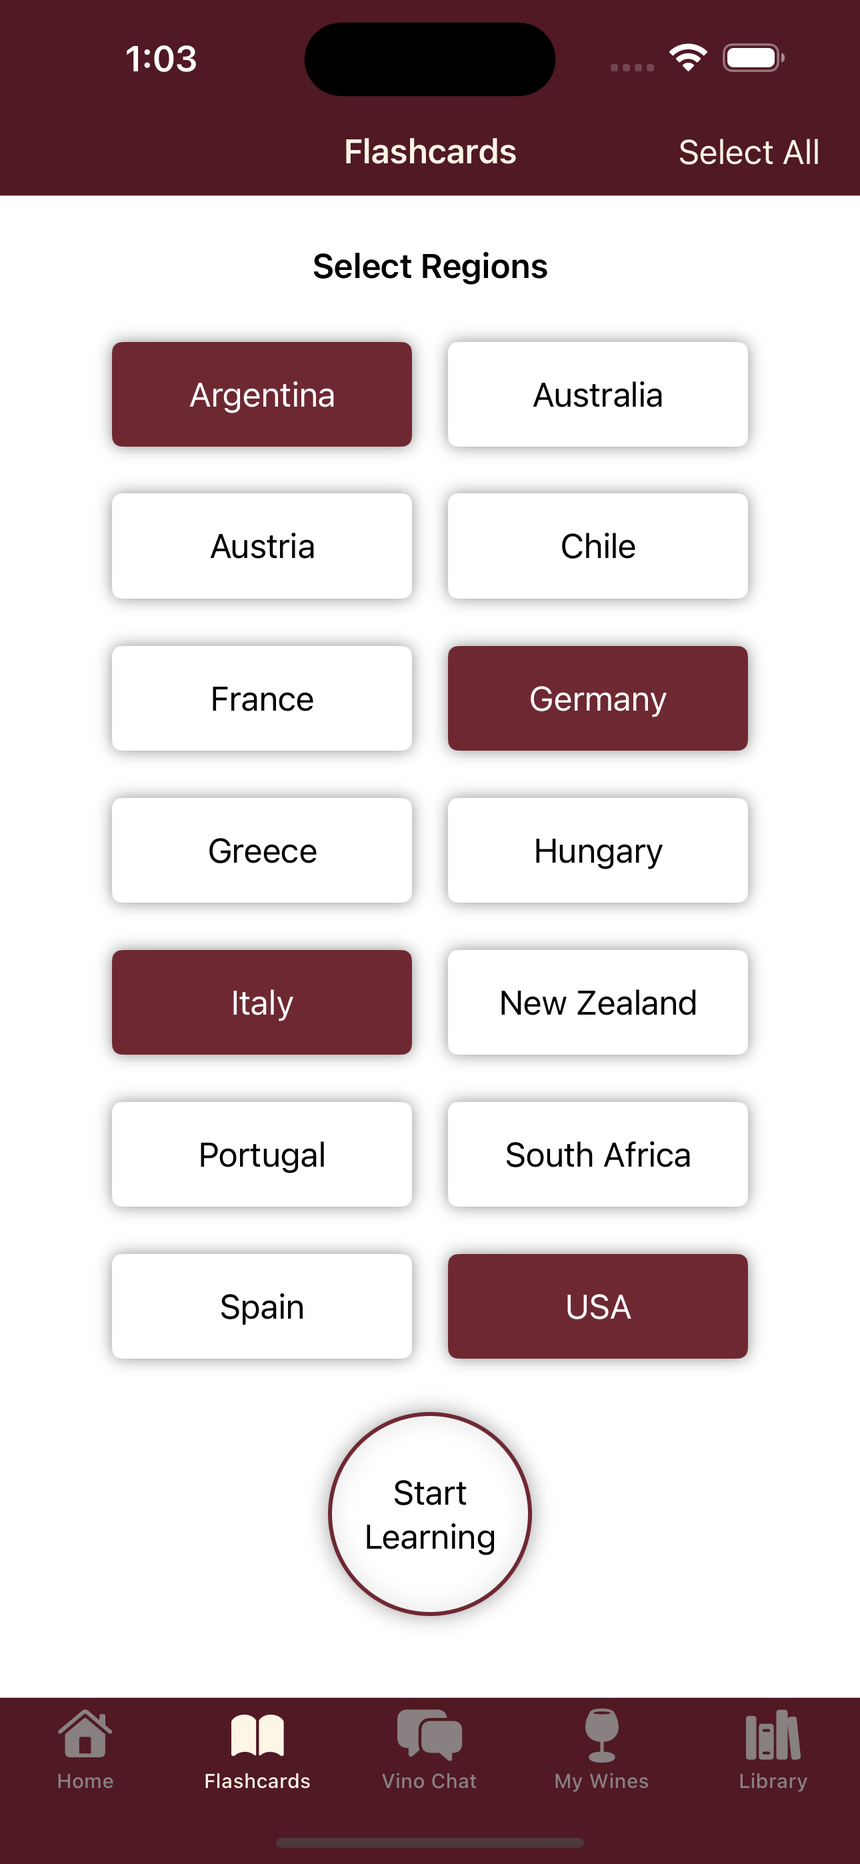 1:03
Flashcards
Select All
Select Regions
Argentina
Australia
Austria
Chile
France
Germany
Greece
Hungary
Italy
New Zealand
Portugal
South Africa
Spain
USA
Start
Learning
Home
Flashcards
Vino Chat
My Wines
Library